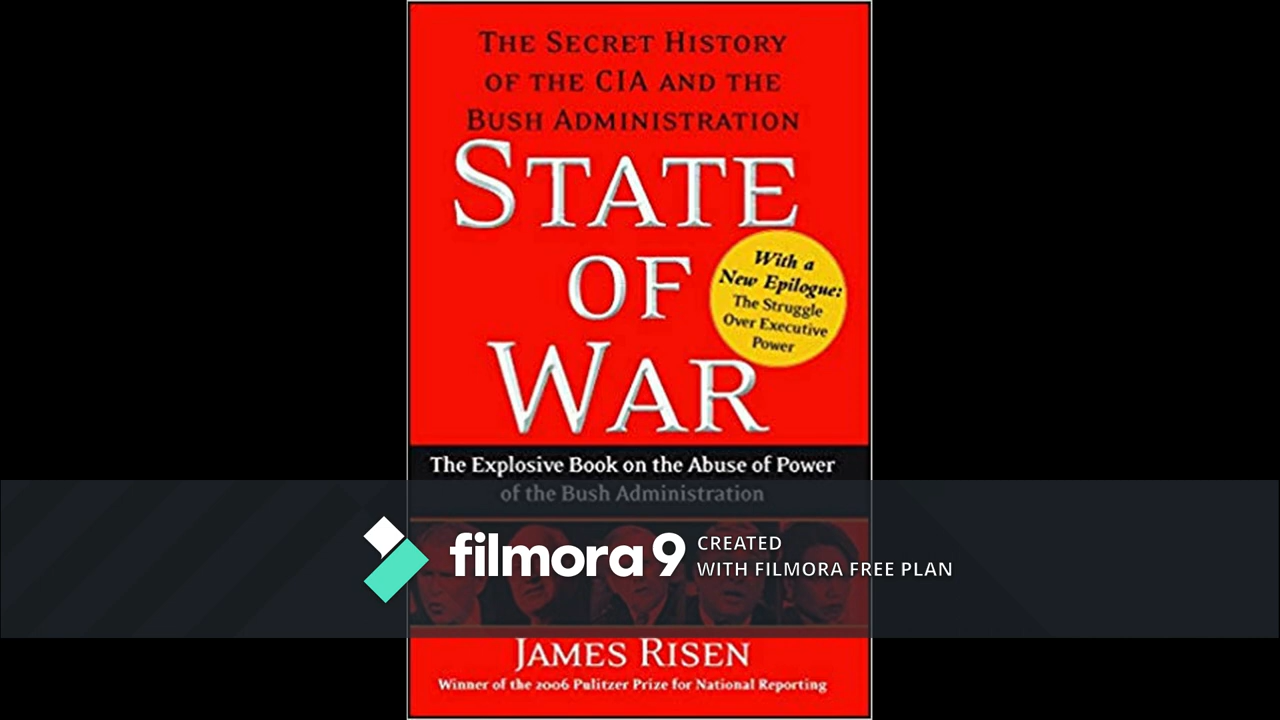 The Secret History
of the CIA and the
Bush Administration
State
of
War
With a
New Epilogue:
The Struggle
Over Executive
Power
The Explosive Book on the Abuse of Power
of the Bush Administration
filmora 9
CREATED
WITH FILMORA FREE PLAN
James Risen
Winner of the 2006 Pulitzer Prize for National Reporting